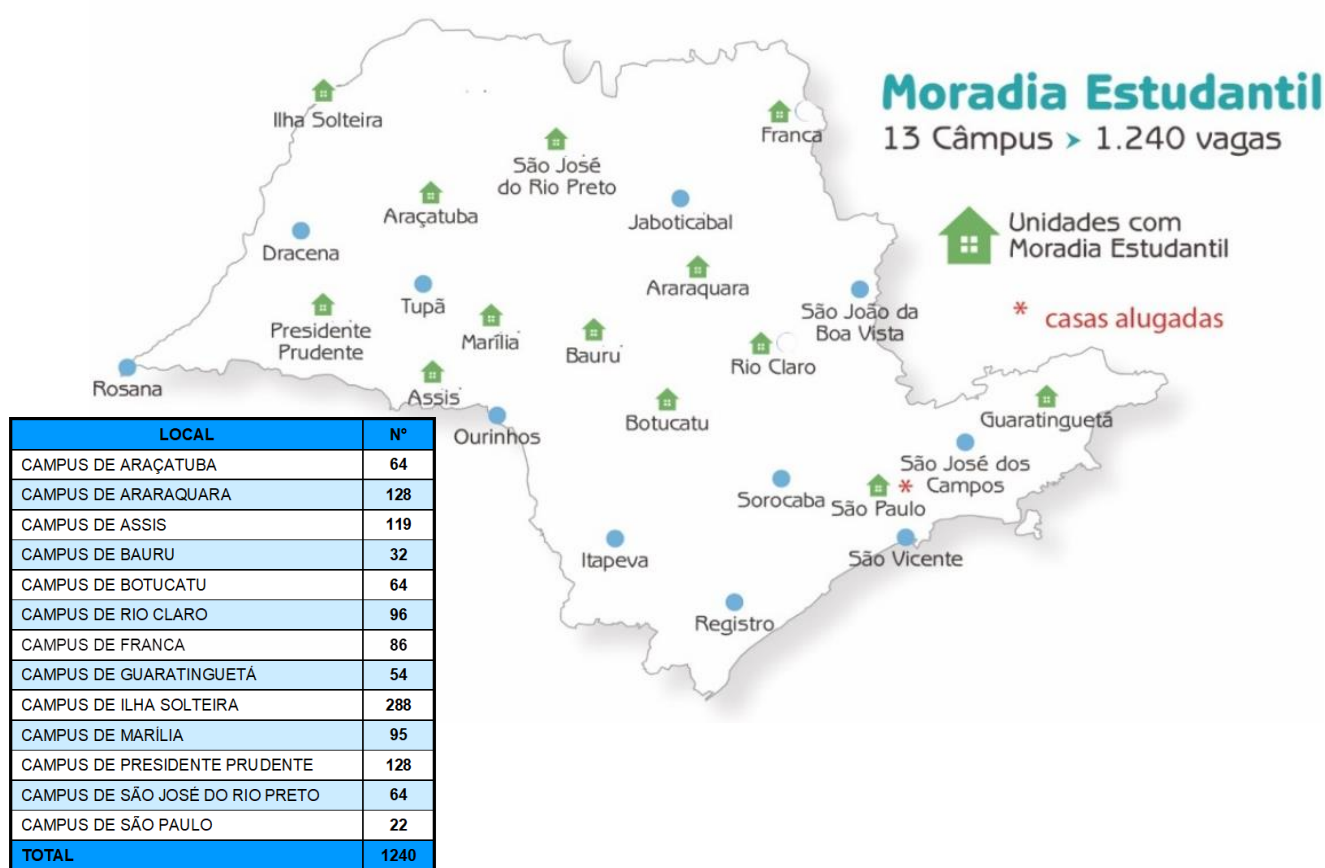 Moradia Estudantil
13 Câmpus > 1.240 vagas
Unidades com
Moradia Estudantil
* casas alugadas
Ilha Solteira
Franca
São José
do Rio Preto
Araçatuba
Jaboticabal
Dracena
Araraquara
Tupã
São João da
Boa Vista
Presidente
Prudente
Marília
Bauru
Rio Claro
Rosana
Assis
Botucatu
Guaratinguetá
Ourinhos
São José dos
Campos
Sorocaba
São Paulo
*
Itapeva
São Vicente
Registro
LOCAL N°
CAMPUS DE ARAÇATUBA 64
CAMPUS DE ARARAQUARA 128
CAMPUS DE ASSIS 119
CAMPUS DE BAURU 32
CAMPUS DE BOTUCATU 64
CAMPUS DE RIO CLARO 96
CAMPUS DE FRANCA 86
CAMPUS DE GUARATINGUETÁ 54
CAMPUS DE ILHA SOLTEIRA 288
CAMPUS DE MARÍLIA 95
CAMPUS DE PRESIDENTE PRUDENTE 128
CAMPUS DE SÃO JOSÉ DO RIO PRETO 64
CAMPUS DE SÃO PAULO 22
TOTAL 1240